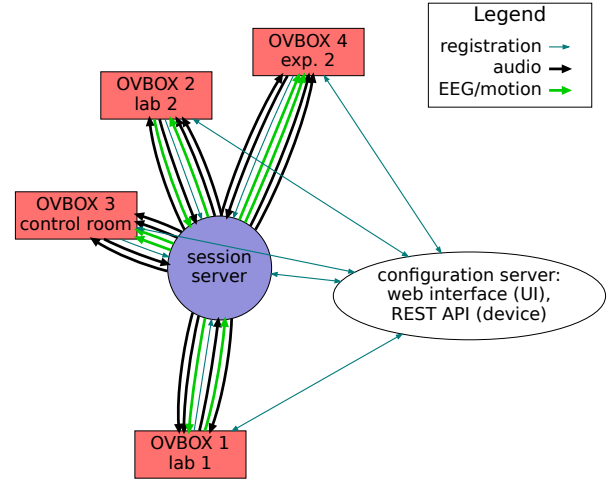 Legend
registration
audio
EEG/motion
OVBOX 4
exp. 2
OVBOX 2
lab 2
OVBOX 3
control room
session
server
configuration server:
web interface (UI),
REST API (device)
OVBOX 1
lab 1